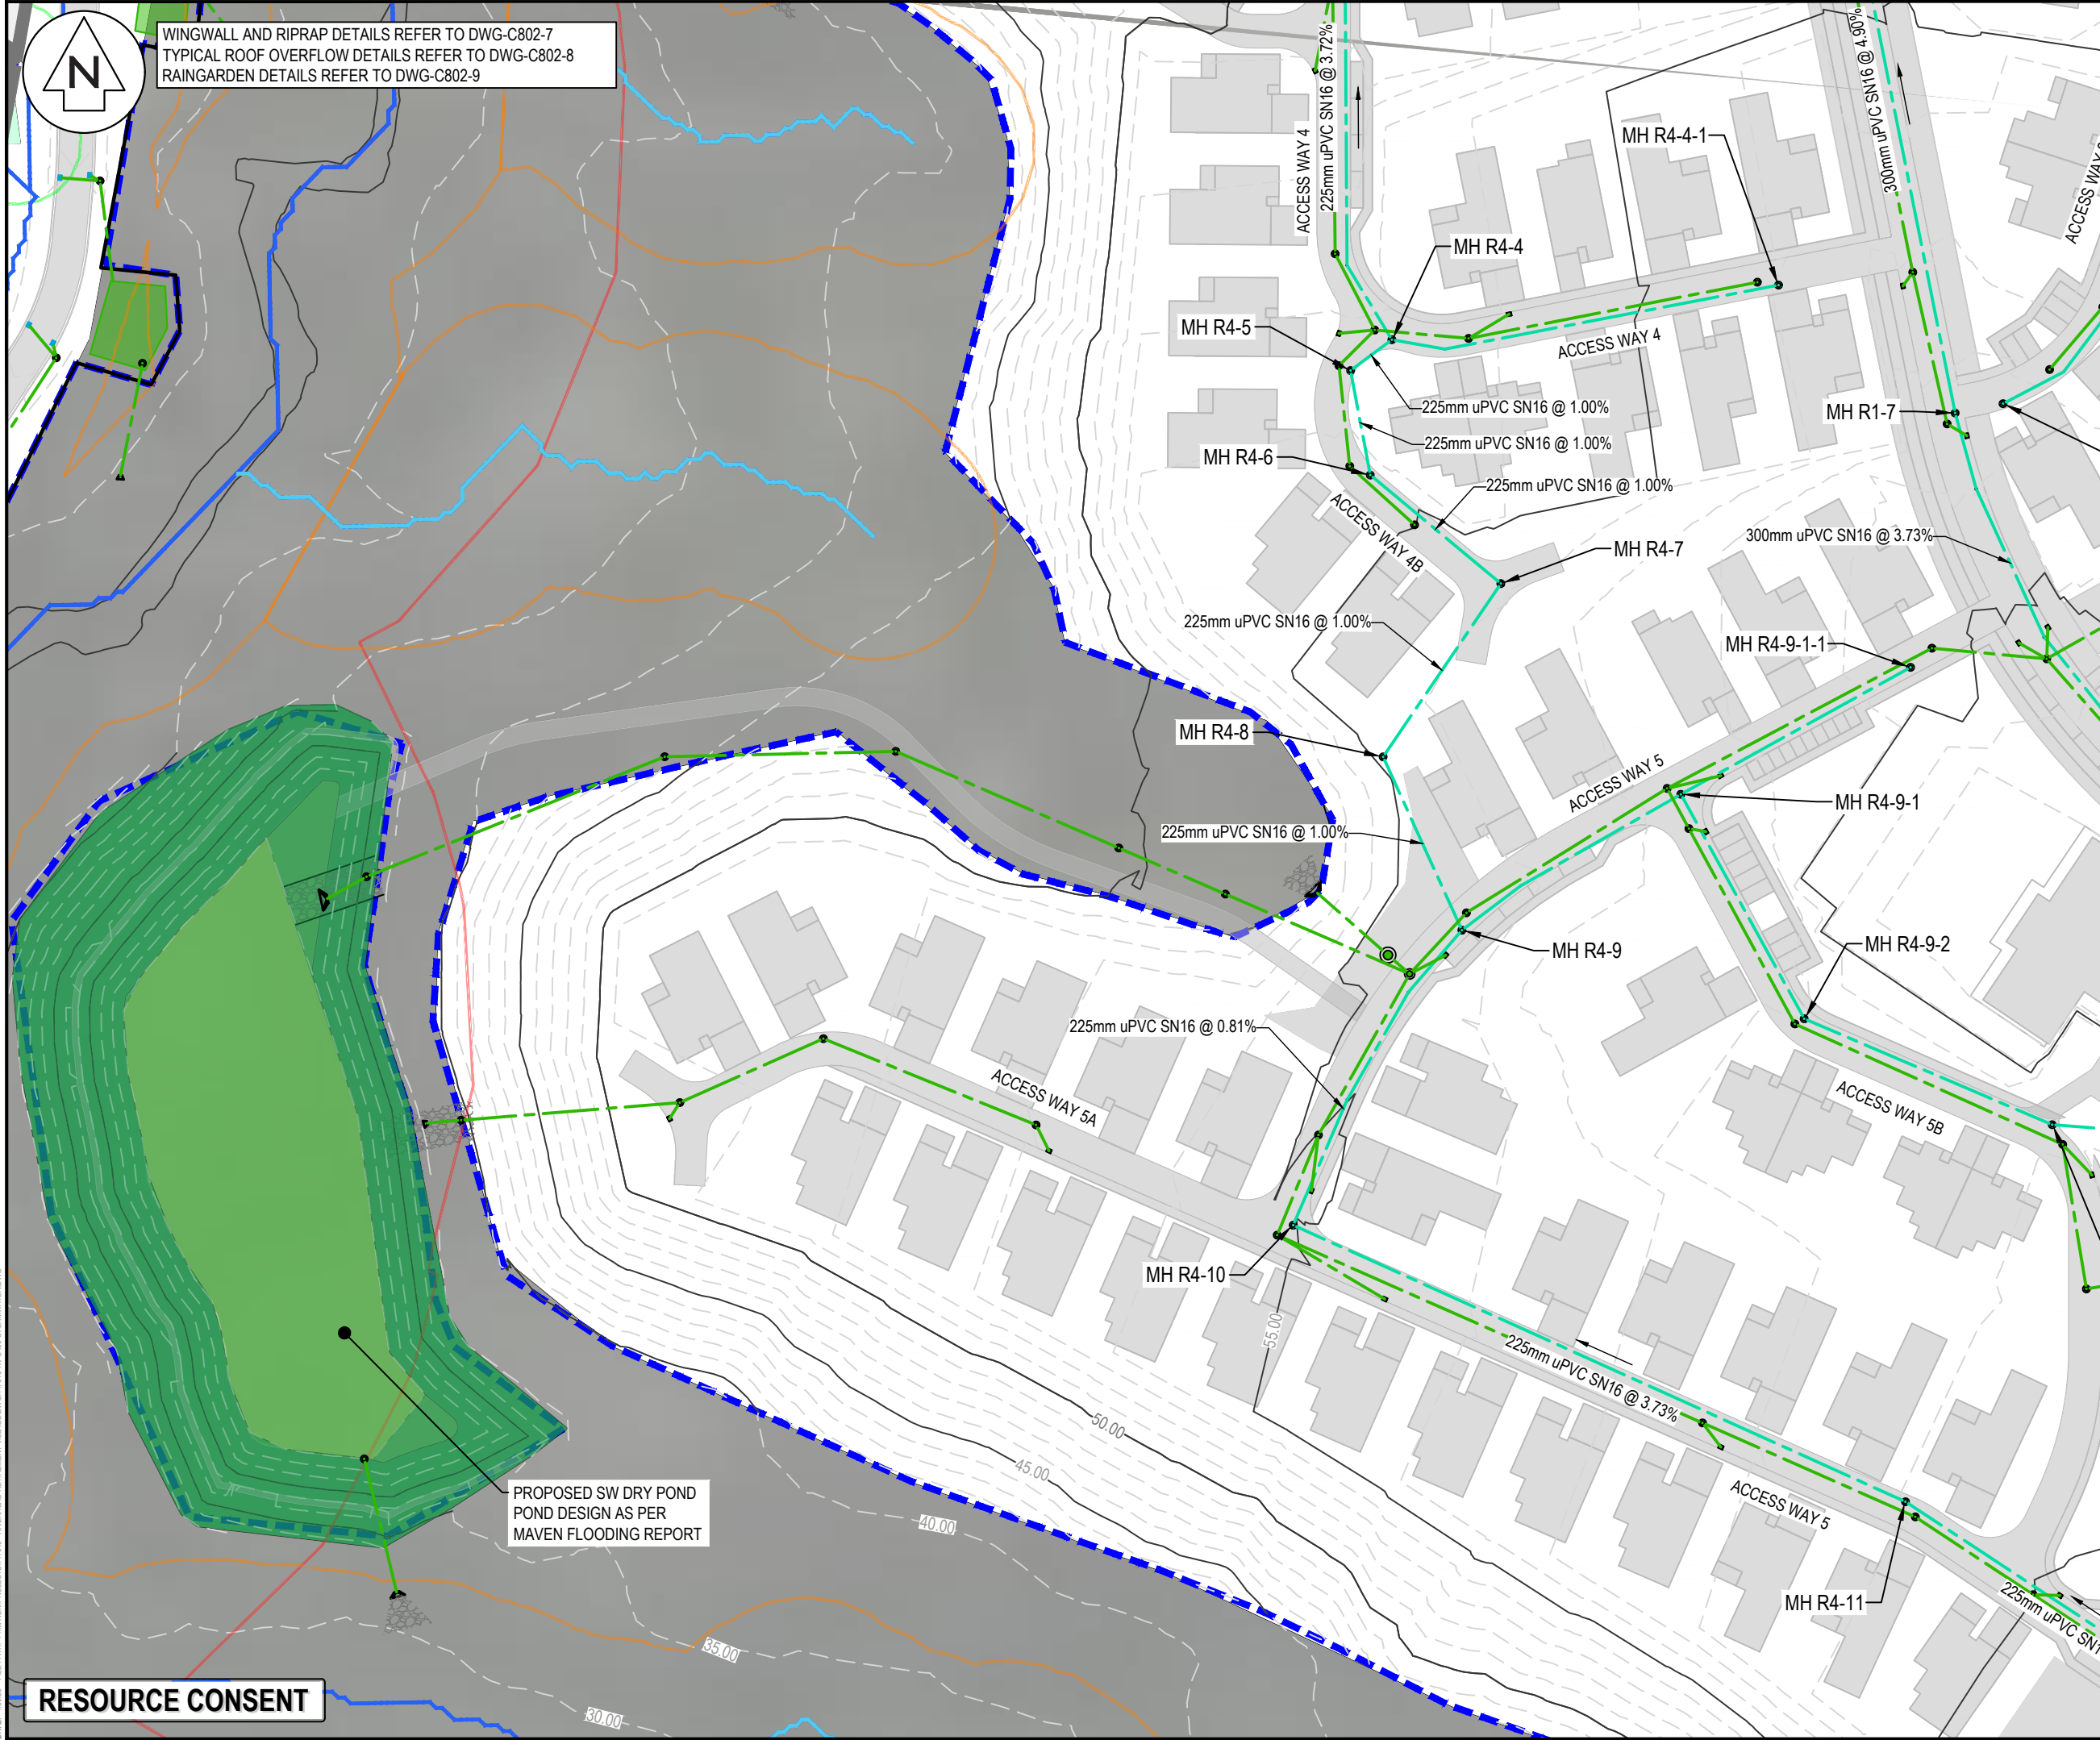 N
WINGWALL AND RIPRAP DETAILS REFER TO DWG-C802-7
TYPICAL ROOF OVERFLOW DETAILS REFER TO DWG-C802-8
RAINGARDEN DETAILS REFER TO DWG-C802-9
ACCESS WAY 4
225mm uPVC SN16 @ 3.72%
300mm uPVC SN16 @ 4.90%
ACCESS WAY
MH R4-4-1
MH R4-4
MH R4-5
ACCESS WAY 4
225mm uPVC SN16 @ 1.00%
MH R1-7
225mm uPVC SN16 @ 1.00%
MH R4-6
225mm uPVC SN16 @ 1.00%
ACCESS WAY 4B
300mm uPVC SN16 @ 3.73%
MH R4-7
225mm uPVC SN16 @ 1.00%
MH R4-9-1-1
MH R4-8
ACCESS WAY 5
MH R4-9-1
225mm uPVC SN16 @ 1.00%
MH R4-9
MH R4-9-2
225mm uPVC SN16 @ 0.81%
ACCESS WAY 5A
ACCESS WAY 5B
MH R4-10
55.00
225mm uPVC SN16 @ 3.73%
50.00
45.00
ACCESS WAY 5
PROPOSED SW DRY POND
POND DESIGN AS PER
MAVEN FLOODING REPORT
40.00
MH R4-11
225mm uPVC SN1
35.00
RESOURCE CONSENT
30.00